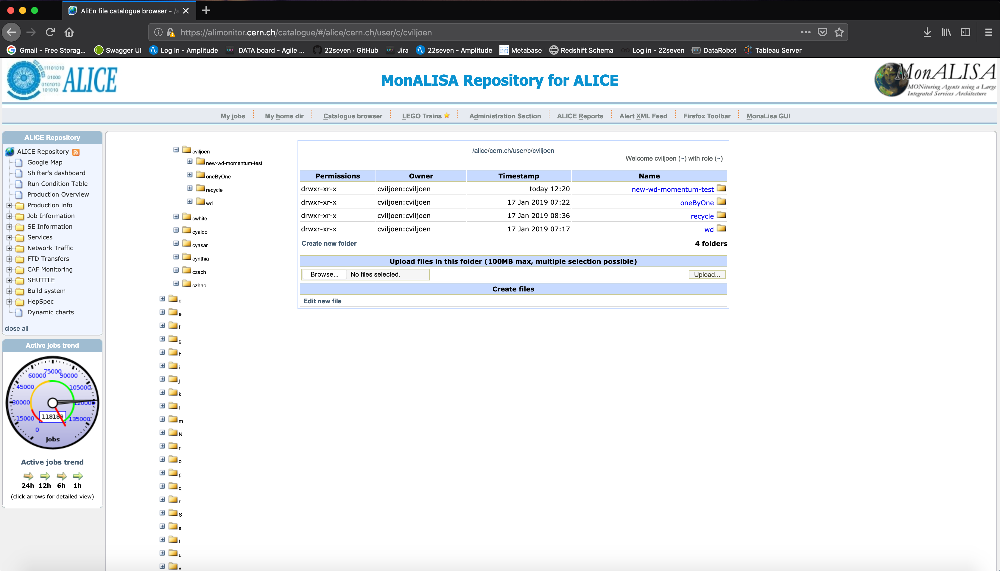 AliEn file catalogue browser - /a
https://alimonitor.cern.ch/catalogue/#/alice/cern.ch/user/c/cviljoen
Gmail - Free Storag... Swagger UI Log In - Amplitude DATA board - Agile ... 22seven · GitHub Jira 22seven - Amplitude Metabase Redshift Schema Log in - 22seven DataRobot Tableau Server
11101010
01000
0101010
101010
ALICE
MonALISA Repository for ALICE
MonALISA
MONitoring Agents using a Large
Integrated Services Architecture
My jobs My home dir Catalogue browser LEGO Trains Administration Section ALICE Reports Alert XML Feed Firefox Toolbar MonaLisa GUI
ALICE Repository
ALICE Repository
Google Map
Shifter's dashboard
Run Condition Table
Production Overview
Production info
Job Information
SE Information
Services
Network Traffic
FTD Transfers
CAF Monitoring
SHUTTLE
Build system
HepSpec
Dynamic charts
close all
Active jobs trend
75000
60000 90000
45000 105000
30000 120000
118189
15000 135000
0
Jobs
Active jobs trend
24h 12h 6h 1h
(click arrows for detailed view)
cviljoen
new-wd-momentum-test
oneByOne
recycle
wd
cwhite
cyaldo
cyasar
cynthia
czach
czhao
d
e
f
g
h
i
j
k
l
m
N
n
o
p
q
r
S
s
t
u
v
/alice/cern.ch/user/c/cviljoen
Welcome cviljoen (~) with role (~)
Permissions Owner Timestamp Name
drwxr-xr-x cviljoen:cviljoen today 12:20 new-wd-momentum-test
drwxr-xr-x cviljoen:cviljoen 17 Jan 2019 07:22 oneByOne
drwxr-xr-x cviljoen:cviljoen 17 Jan 2019 08:36 recycle
drwxr-xr-x cviljoen:cviljoen 17 Jan 2019 07:17 wd
Create new folder 4 folders
Upload files in this folder (100MB max, multiple selection possible)
Browse... No files selected. Upload...
Create files
Edit new file